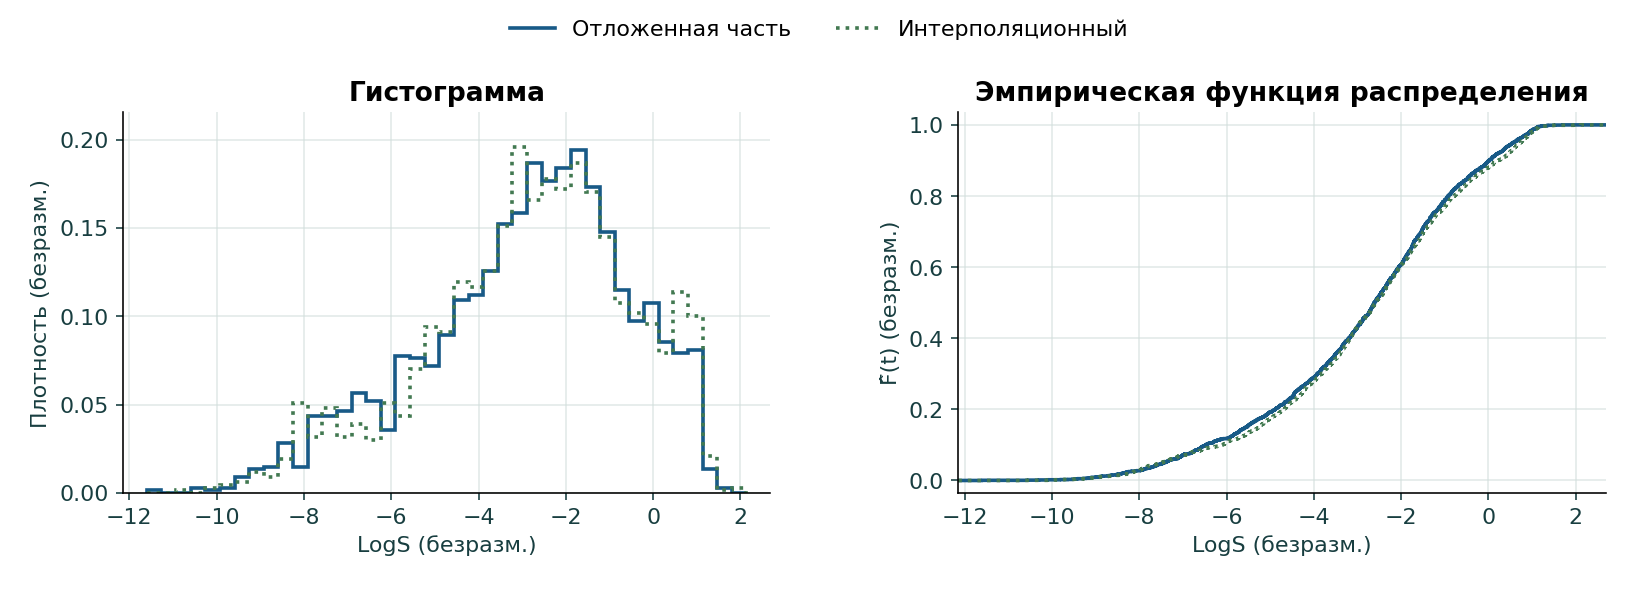 Отложенная часть
Интерполяционный
Гистограмма
Плотность (безразм.)
0.20
0.15
0.10
0.05
0.00
−12 −10 −8 −6 −4 −2 0 2
LogS (безразм.)
Эмпирическая функция распределения
F̂(t) (безразм.)
1.0
0.8
0.6
0.4
0.2
0.0
−12 −10 −8 −6 −4 −2 0 2
LogS (безразм.)